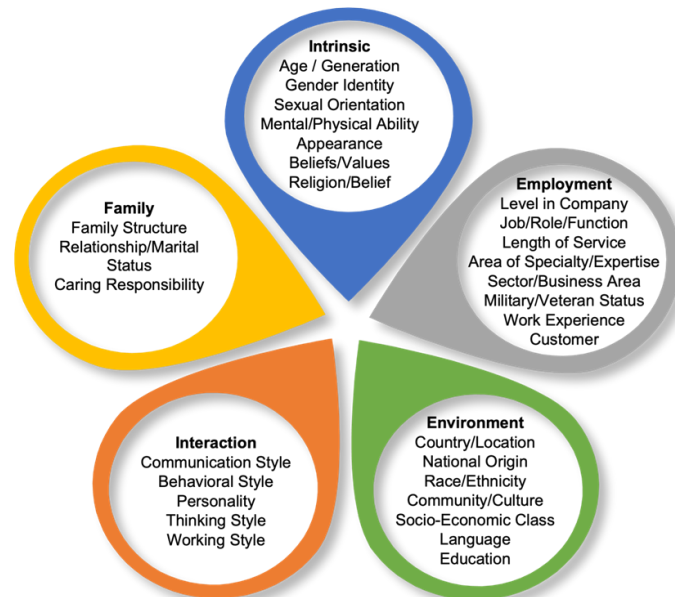 Intrinsic
Age / Generation
Gender Identity
Sexual Orientation
Mental/Physical Ability
Appearance
Beliefs/Values
Religion/Belief
Employment
Level in Company
Job/Role/Function
Length of Service
Area of Specialty/Expertise
Sector/Business Area
Military/Veteran Status
Work Experience
Customer
Environment
Country/Location
National Origin
Race/Ethnicity
Community/Culture
Socio-Economic Class
Language
Education
Interaction
Communication Style
Behavioral Style
Personality
Thinking Style
Working Style
Family
Family Structure
Relationship/Marital
Status
Caring Responsibility